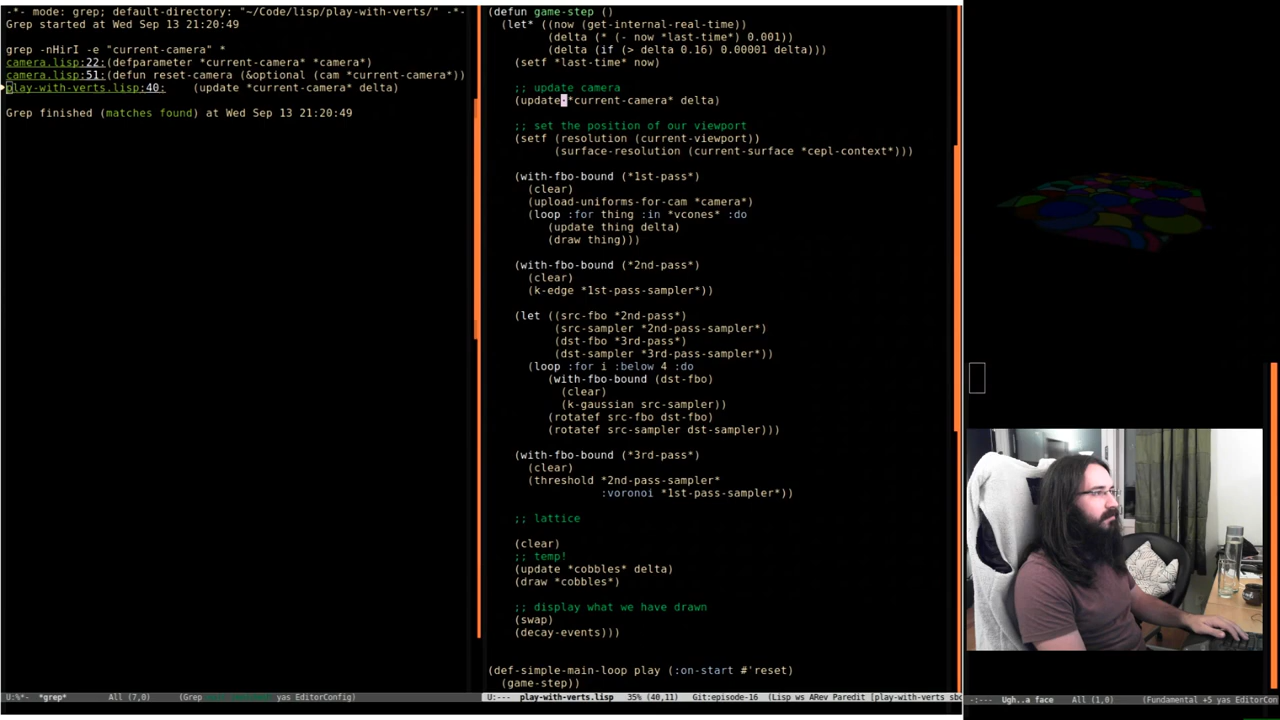 -*- mode: grep; default-directory: "~/Code/lisp/play-with-verts/" -*-
Grep started at Wed Sep 13 21:20:49
grep -nHirI -e "current-camera" *
camera.lisp:22:(defparameter *current-camera* *camera*)
camera.lisp:51:(defun reset-camera (&optional (cam *current-camera*))
play-with-verts.lisp:40:    (update *current-camera* delta)
Grep finished (matches found) at Wed Sep 13 21:20:49
U:%*-  *grep*        All (7,0)     (Grep yas EditorConfig)
(defun game-step ()
  (let* ((now (get-internal-real-time))
         (delta (* (- now *last-time*) 0.001))
         (delta (if (> delta 0.16) 0.00001 delta)))
    (setf *last-time* now)
    ;; update camera
    (update *current-camera* delta)
    ;; set the position of our viewport
    (setf (resolution (current-viewport))
          (surface-resolution (current-surface *cepl-context*)))
    (with-fbo-bound (*1st-pass*)
      (clear)
      (upload-uniforms-for-cam *camera*)
      (loop :for thing :in *vcones* :do
         (update thing delta)
         (draw thing)))
    (with-fbo-bound (*2nd-pass*)
      (clear)
      (k-edge *1st-pass-sampler*))
    (let ((src-fbo *2nd-pass*)
          (src-sampler *2nd-pass-sampler*)
          (dst-fbo *3rd-pass*)
          (dst-sampler *3rd-pass-sampler*))
      (loop :for i :below 4 :do
         (with-fbo-bound (dst-fbo)
           (clear)
           (k-gaussian src-sampler))
         (rotatef src-fbo dst-fbo)
         (rotatef src-sampler dst-sampler)))
    (with-fbo-bound (*3rd-pass*)
      (clear)
      (threshold *2nd-pass-sampler*
                 :voronoi *1st-pass-sampler*))
    ;; lattice
    (clear)
    ;; temp!
    (update *cobbles* delta)
    (draw *cobbles*)
    ;; display what we have drawn
    (swap)
    (decay-events)))
(def-simple-main-loop play (:on-start #'reset)
  (game-step))
U:---  play-with-verts.lisp   35% (40,11)   Git:episode-16  (Lisp ws ARev Paredit [play-with-verts sbc
-:---  Ugh..a face    All (1,0)     (Fundamental +5 yas EditorCon